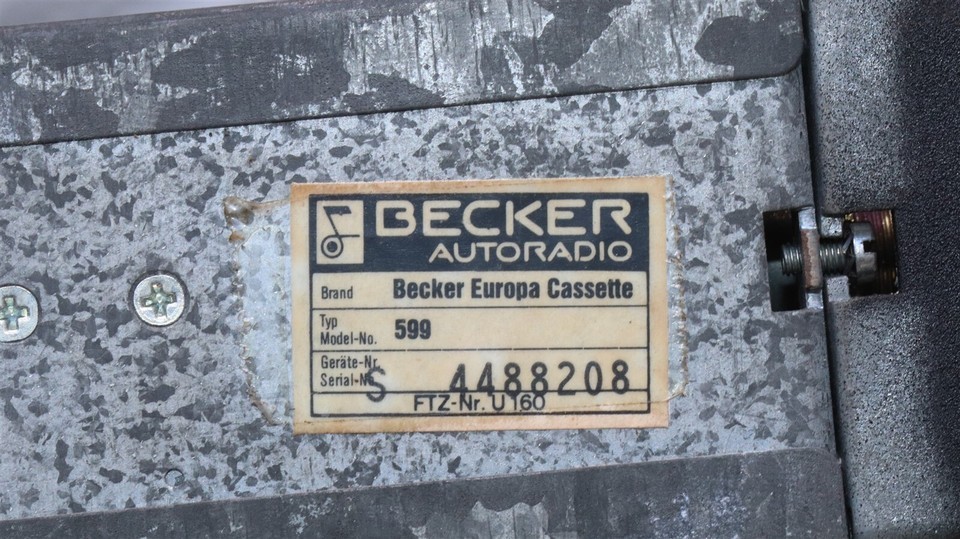 BECKER
AUTORADIO
Brand Becker Europa Cassette
Typ
Model-No. 599
Geräte-Nr.
Serial-No. S 4488208
FTZ-Nr. U 160